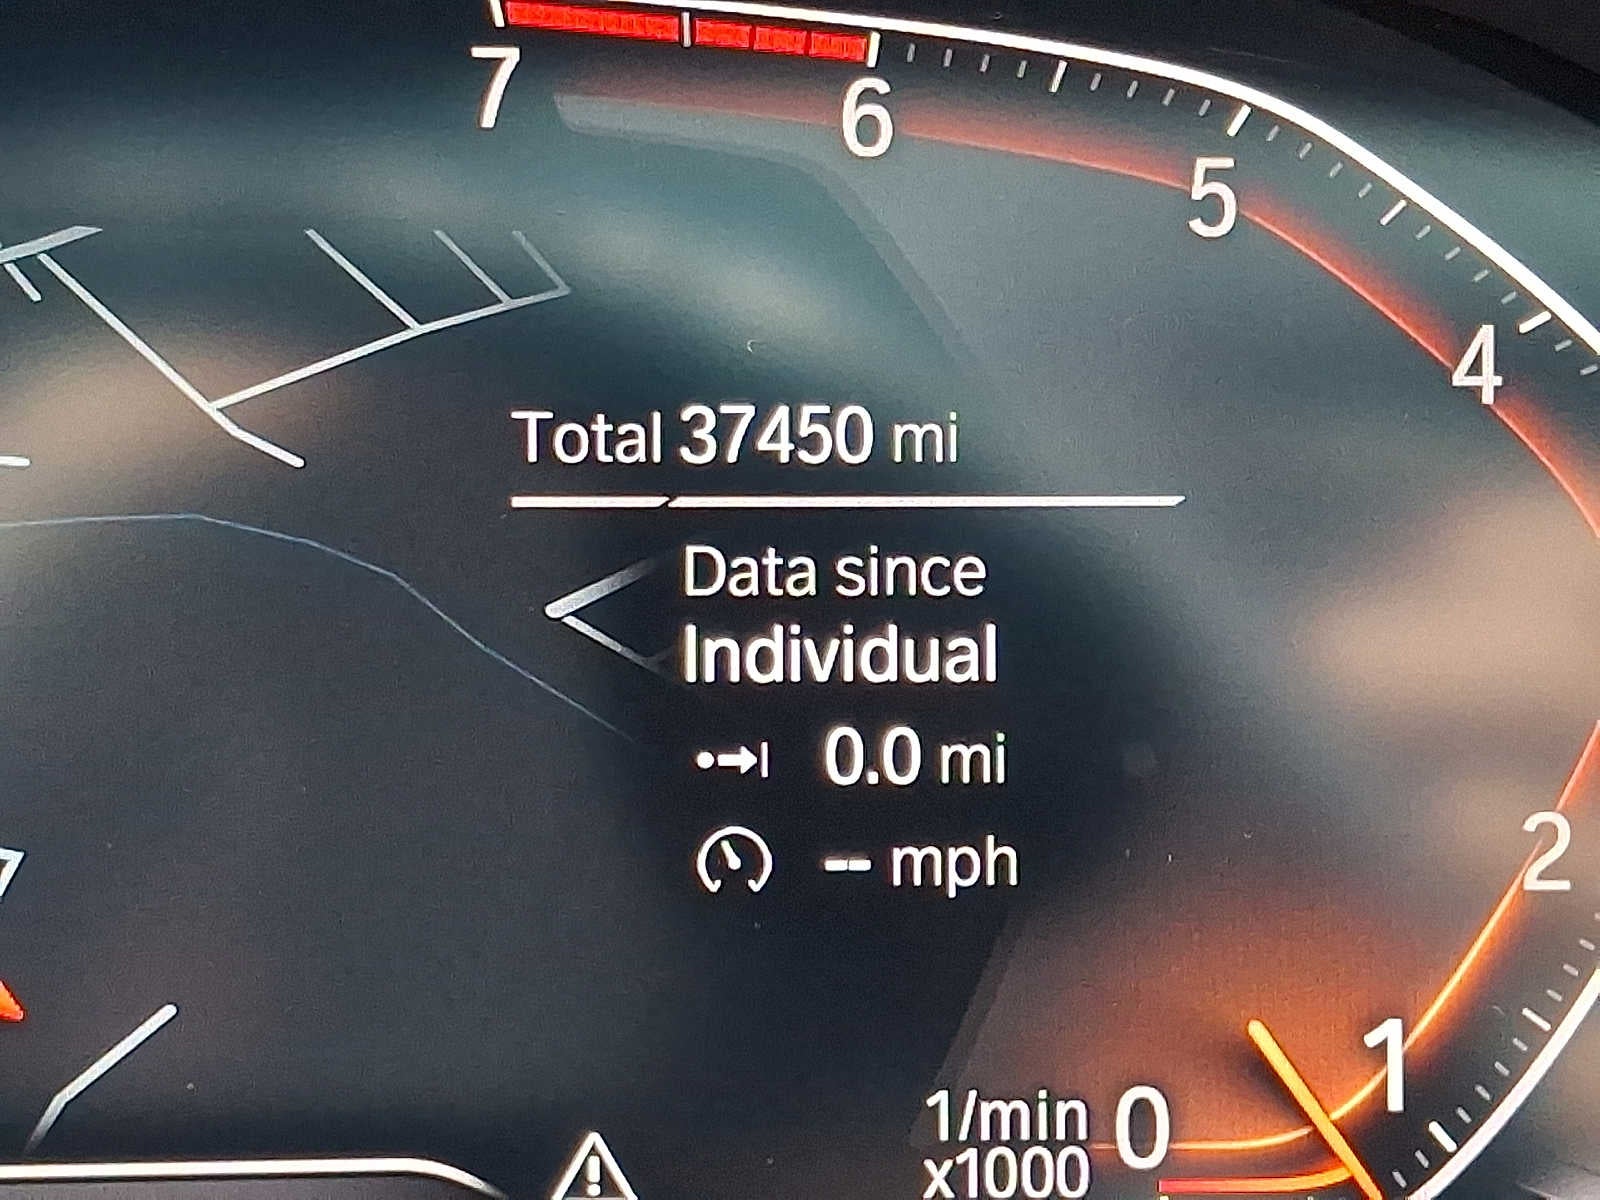 7
6
5
4
Total 37450 mi
Data since
Individual
0.0 mi
-- mph
2
1
1/min 0
x1000